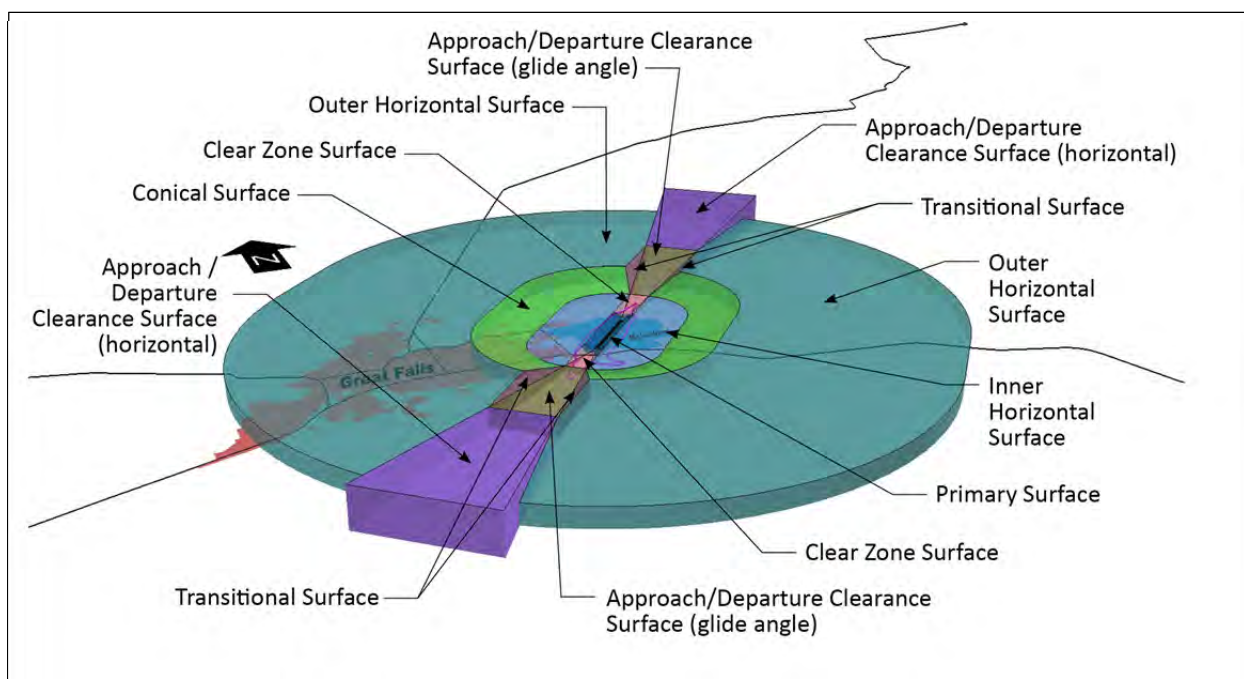 Approach/Departure Clearance
Surface (glide angle)
Outer Horizontal Surface
Approach/Departure
Clearance Surface (horizontal)
Clear Zone Surface
Conical Surface
Transitional Surface
N
Approach /
Departure
Clearance Surface
(horizontal)
Outer
Horizontal
Surface
Great Falls
Inner
Horizontal
Surface
Primary Surface
Clear Zone Surface
Transitional Surface
Approach/Departure Clearance
Surface (glide angle)